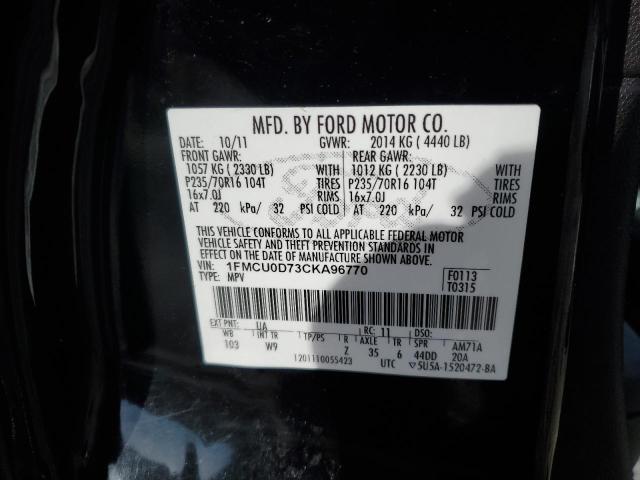 MFD. BY FORD MOTOR CO.
DATE: 10/11 GVWR: 2014 KG ( 4440 LB)
FRONT GAWR: REAR GAWR:
1057 KG ( 2330 LB) WITH 1012 KG ( 2230 LB) WITH
P235/70R16 104T TIRES P235/70R16 104T TIRES
16x7.0J RIMS 16x7.0J RIMS
AT 220 kPa/ 32 PSI COLD AT 220 kPa/ 32 PSI COLD
THIS VEHICLE CONFORMS TO ALL APPLICABLE FEDERAL MOTOR
VEHICLE SAFETY AND THEFT PREVENTION STANDARDS IN
EFFECT ON THE DATE OF MANUFACTURE SHOWN ABOVE.
VIN: 1FMCU0D73CKA96770 F0113
TYPE: MPV T0315
EXT PNT: UA RC: 11 DSO:
WB INT TR TP/PS R AXLE TR SPR AM71A
103 W9 Z 35 6 44DD 20A
1201110055423 UTC ▽5U5A-1520472-BA